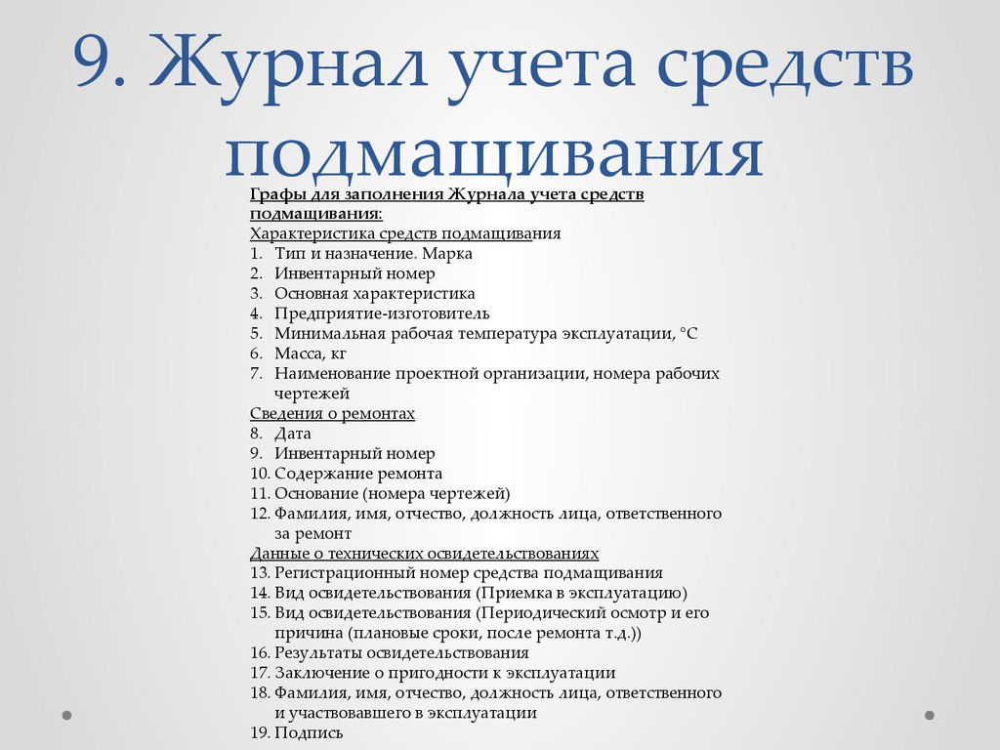 9. Журнал учета средств
подмащивания
Графы для заполнения Журнала учета средств
подмащивания:
Характеристика средств подмащивания
1. Тип и назначение. Марка
2. Инвентарный номер
3. Основная характеристика
4. Предприятие-изготовитель
5. Минимальная рабочая температура эксплуатации, °С
6. Масса, кг
7. Наименование проектной организации, номера рабочих
чертежей
Сведения о ремонтах
8. Дата
9. Инвентарный номер
10. Содержание ремонта
11. Основание (номера чертежей)
12. Фамилия, имя, отчество, должность лица, ответственного
за ремонт
Данные о технических освидетельствованиях
13. Регистрационный номер средства подмащивания
14. Вид освидетельствования (Приемка в эксплуатацию)
15. Вид освидетельствования (Периодический осмотр и его
причина (плановые сроки, после ремонта т.д.))
16. Результаты освидетельствования
17. Заключение о пригодности к эксплуатации
18. Фамилия, имя, отчество, должность лица, ответственного
и участвовавшего в эксплуатации
19. Подпись